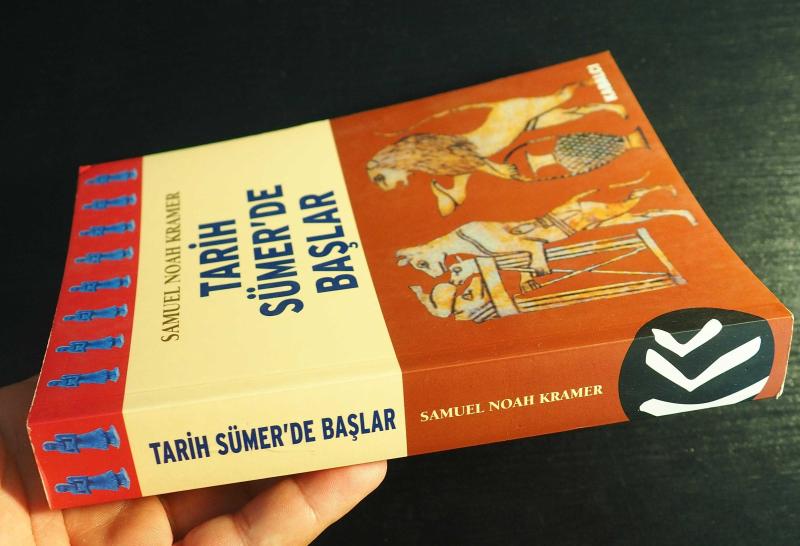 SAMUEL NOAH KRAMER
TARİH
SÜMER'DE
BAŞLAR
KABALCI
TARİH SÜMER'DE BAŞLAR
SAMUEL NOAH KRAMER